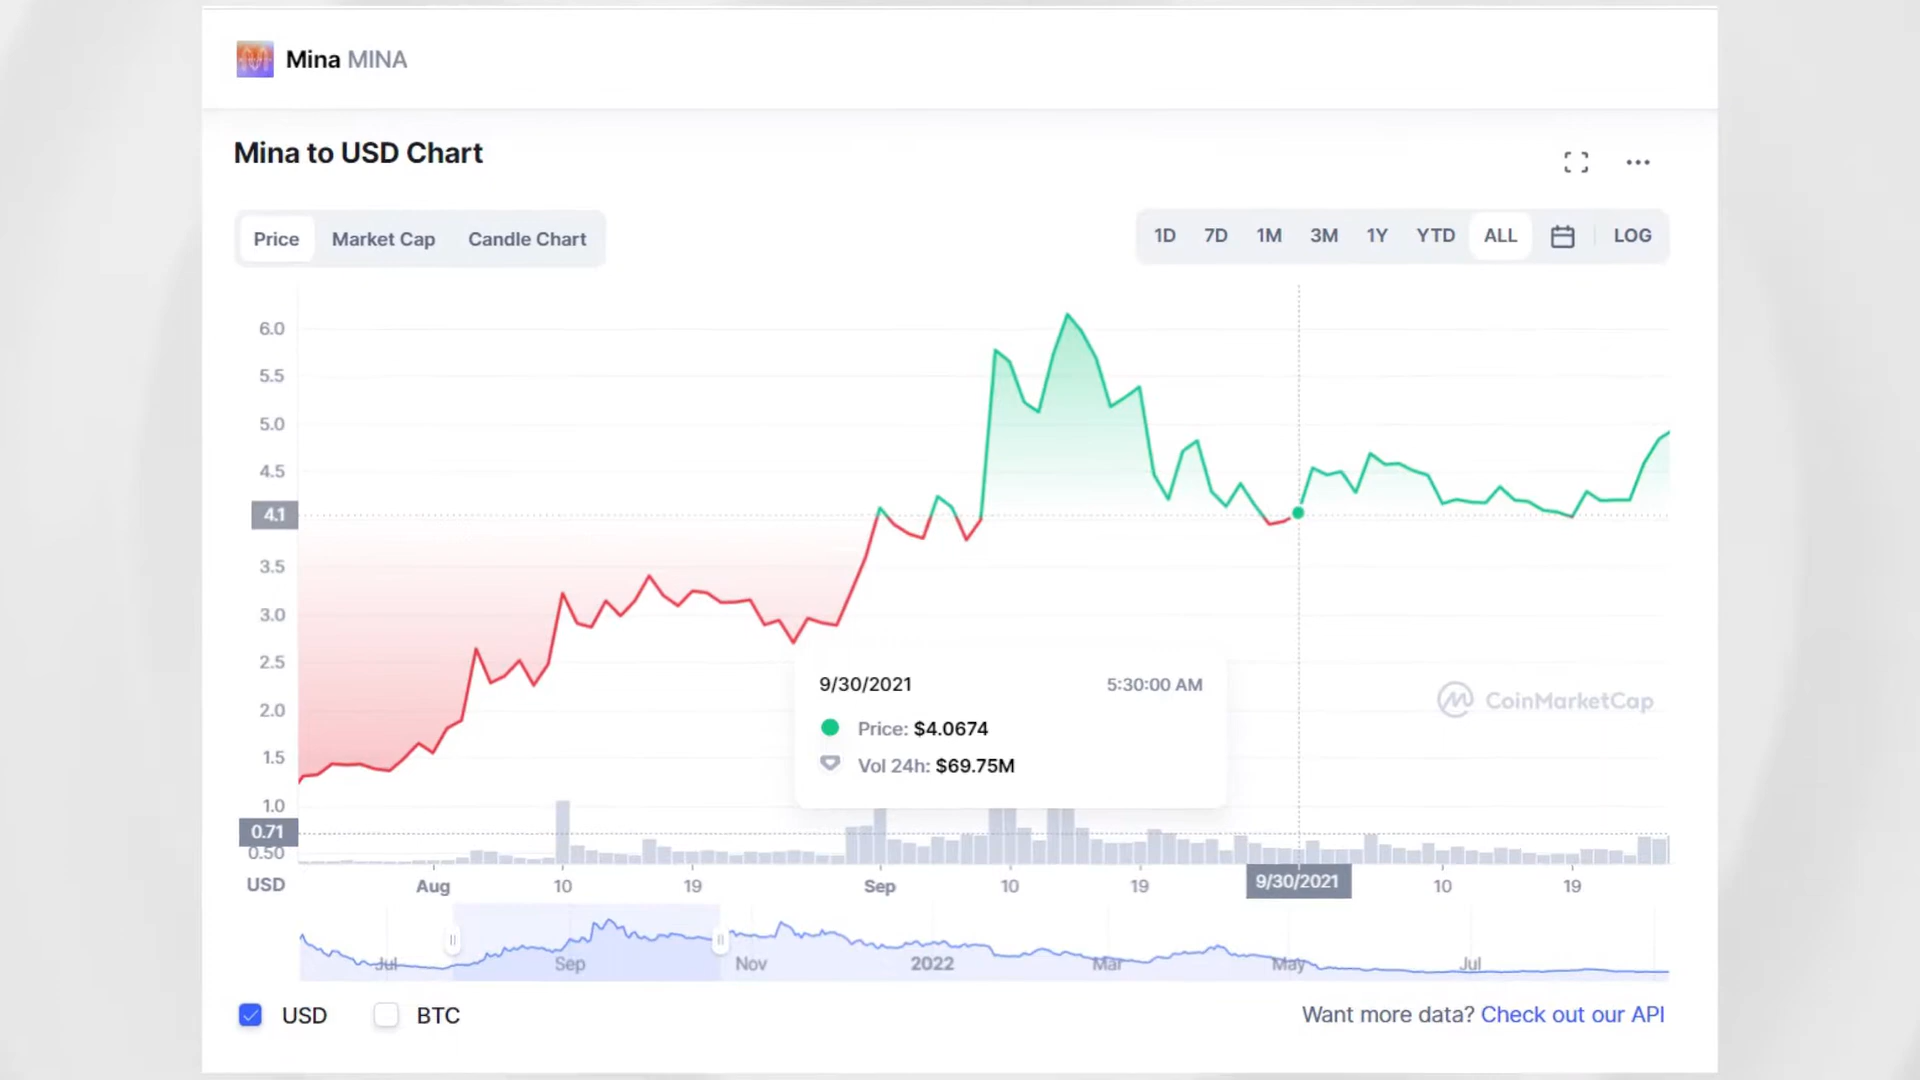 Mina MINA
Mina to USD Chart
Price Market Cap Candle Chart
1D 7D 1M 3M 1Y YTD ALL LOG
6.0
5.5
5.0
4.5
4.1
3.5
3.0
2.5
2.0
1.5
1.0
0.71
0.50
9/30/2021 5:30:00 AM
Price: $4.0674
Vol 24h: $69.75M
CoinMarketCap
USD Aug 10 19 Sep 10 19 9/30/2021 10 19
Jul Sep Nov 2022 Mar May Jul
USD BTC
Want more data? Check out our API